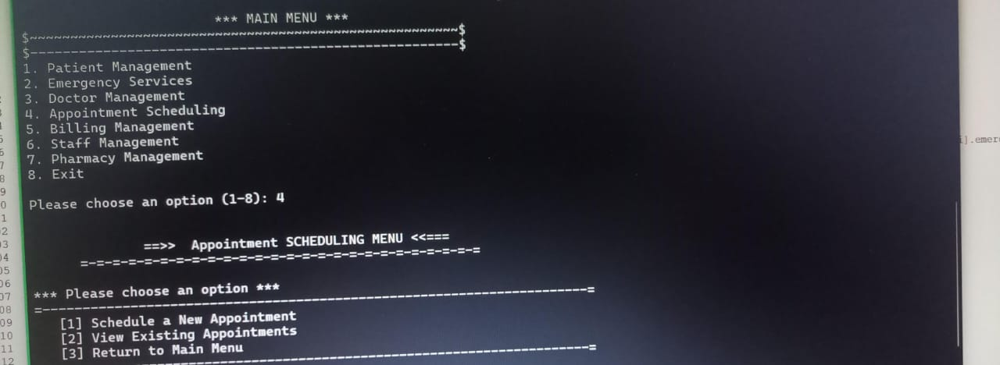 *** MAIN MENU ***
$~~~~~~~~~~~~~~~~~~~~~~~~~~~~~~~~~~~~~~~~~~~~~~~~~~~~~~$
$------------------------------------------------------$
1. Patient Management
2. Emergency Services
3. Doctor Management
4. Appointment Scheduling
5. Billing Management
6. Staff Management
7. Pharmacy Management
8. Exit
Please choose an option (1-8): 4
==>> Appointment SCHEDULING MENU <<===
=-=-=-=-=-=-=-=-=-=-=-=-=-=-=-=-=-=-=-=-=-=-=-=-=-=
*** Please choose an option ***
=---------------------------------------------------------------------=
[1] Schedule a New Appointment
[2] View Existing Appointments
[3] Return to Main Menu
---------------------------------------------------------------------=
i].emer